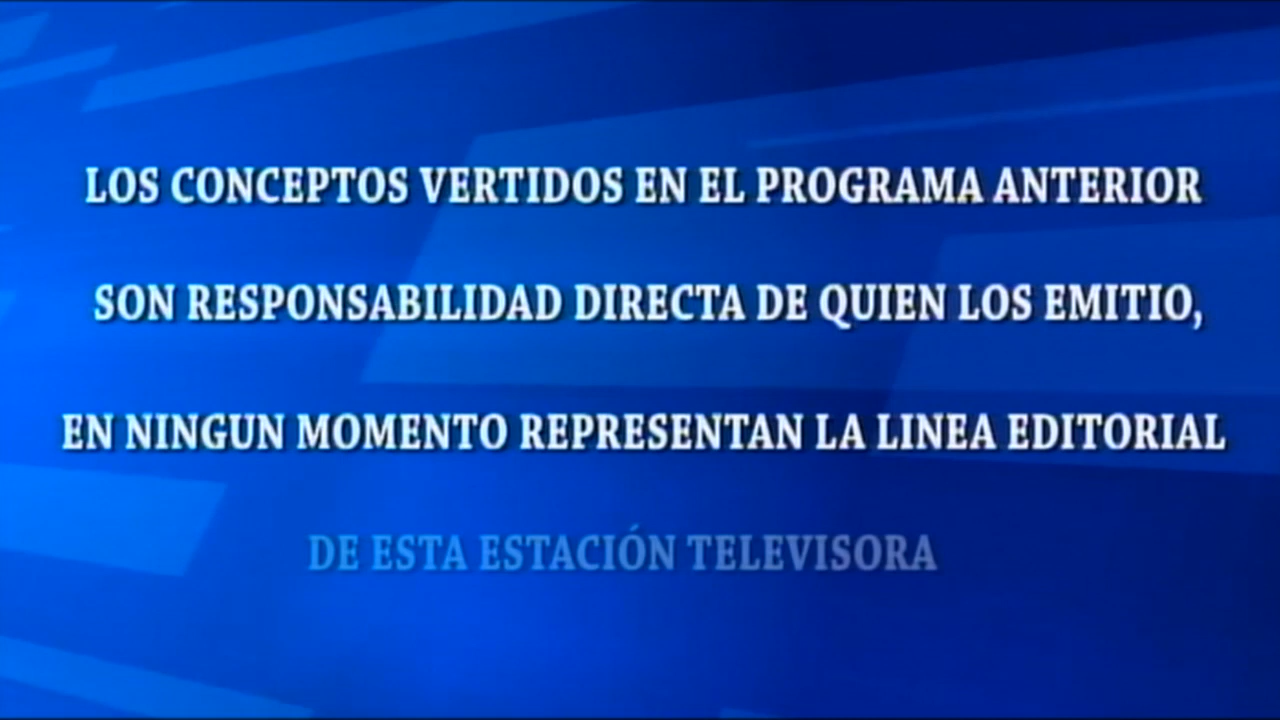 LOS CONCEPTOS VERTIDOS EN EL PROGRAMA ANTERIOR
SON RESPONSABILIDAD DIRECTA DE QUIEN LOS EMITIO,
EN NINGUN MOMENTO REPRESENTAN LA LINEA EDITORIAL
DE ESTA ESTACIÓN TELEVISORA